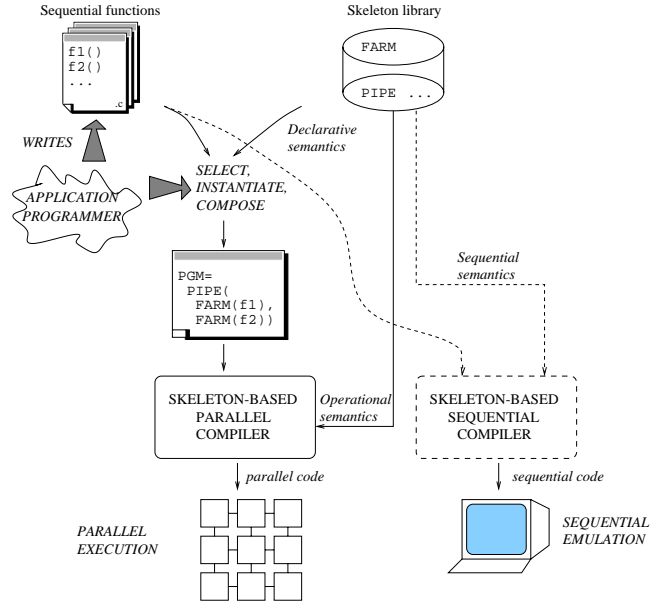 Sequential functions
Skeleton library
f1()
f2()
...
.c
FARM
PIPE ...
WRITES
Declarative
semantics
SELECT,
INSTANTIATE,
COMPOSE
APPLICATION
PROGRAMMER
Sequential
semantics
PGM=
PIPE(
FARM(f1),
FARM(f2))
SKELETON-BASED
PARALLEL
COMPILER
Operational
semantics
SKELETON-BASED
SEQUENTIAL
COMPILER
parallel code
sequential code
PARALLEL
EXECUTION
SEQUENTIAL
EMULATION